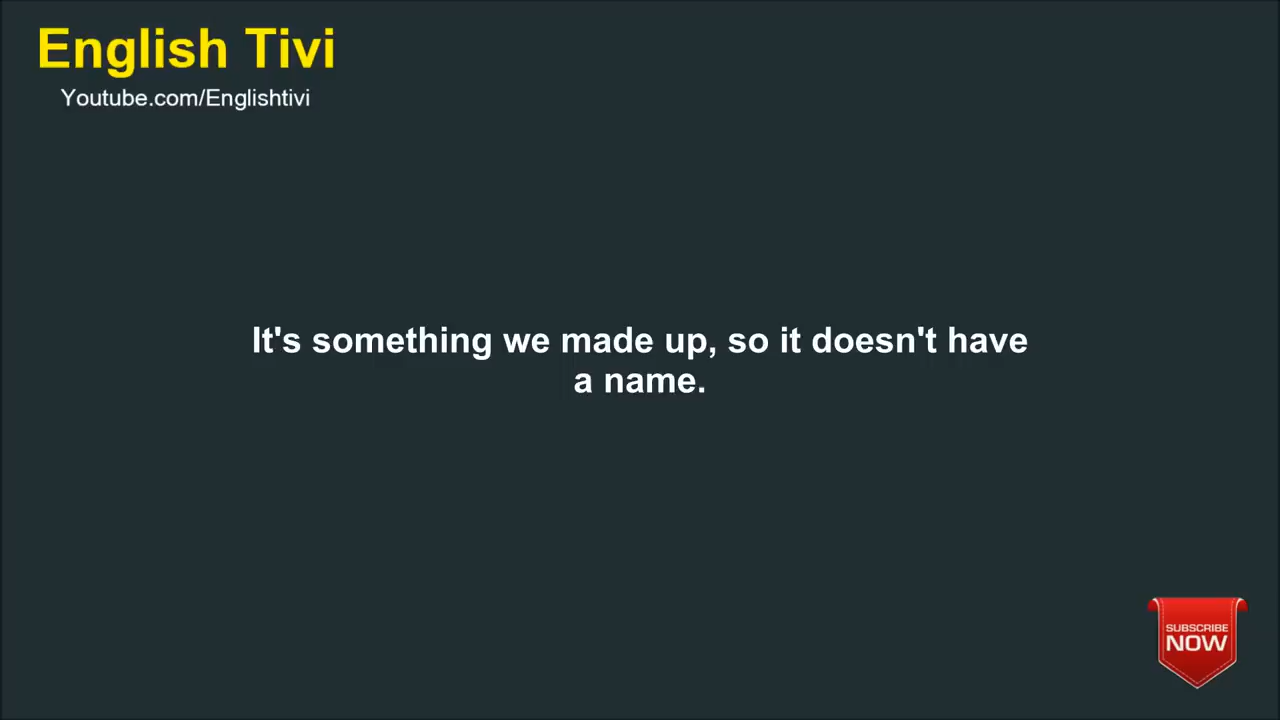 English Tivi
Youtube.com/Englishtivi
It's something we made up, so it doesn't have
a name.
SUBSCRIBE
NOW